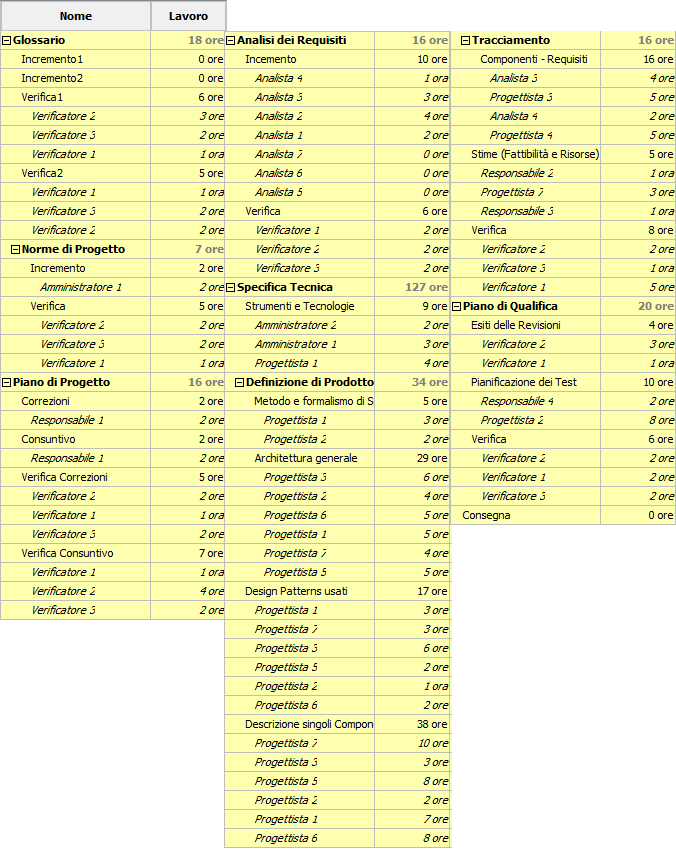 Nome Lavoro
Glossario 18 ore
Incremento1 0 ore
Incremento2 0 ore
Verifica1 6 ore
Verificatore 2 3 ore
Verificatore 3 2 ore
Verificatore 1 1 ora
Verifica2 5 ore
Verificatore 1 1 ora
Verificatore 3 2 ore
Verificatore 2 2 ore
Norme di Progetto 7 ore
Incremento 2 ore
Amministratore 1 2 ore
Verifica 5 ore
Verificatore 2 2 ore
Verificatore 3 2 ore
Verificatore 1 1 ora
Piano di Progetto 16 ore
Correzioni 2 ore
Responsabile 1 2 ore
Consuntivo 2 ore
Responsabile 1 2 ore
Verifica Correzioni 5 ore
Verificatore 2 2 ore
Verificatore 1 1 ora
Verificatore 3 2 ore
Verifica Consuntivo 7 ore
Verificatore 1 1 ora
Verificatore 2 4 ore
Verificatore 3 2 ore
Analisi dei Requisiti 16 ore
Incemento 10 ore
Analista 4 1 ora
Analista 3 3 ore
Analista 2 4 ore
Analista 1 2 ore
Analista 7 0 ore
Analista 6 0 ore
Analista 5 0 ore
Verifica 6 ore
Verificatore 1 2 ore
Verificatore 2 2 ore
Verificatore 3 2 ore
Specifica Tecnica 127 ore
Strumenti e Tecnologie 9 ore
Amministratore 2 2 ore
Amministratore 1 3 ore
Progettista 1 4 ore
Definizione di Prodotto 34 ore
Metodo e formalismo di S 5 ore
Progettista 1 3 ore
Progettista 2 2 ore
Architettura generale 29 ore
Progettista 3 6 ore
Progettista 2 4 ore
Progettista 6 5 ore
Progettista 1 5 ore
Progettista 7 4 ore
Progettista 5 5 ore
Design Patterns usati 17 ore
Progettista 1 3 ore
Progettista 7 3 ore
Progettista 3 6 ore
Progettista 5 2 ore
Progettista 2 1 ora
Progettista 6 2 ore
Descrizione singoli Compon 38 ore
Progettista 7 10 ore
Progettista 3 3 ore
Progettista 5 8 ore
Progettista 2 2 ore
Progettista 1 7 ore
Progettista 6 8 ore
Tracciamento 16 ore
Componenti - Requisiti 16 ore
Analista 3 4 ore
Progettista 3 5 ore
Analista 4 2 ore
Progettista 4 5 ore
Stime (Fattibilità e Risorse) 5 ore
Responsabile 2 1 ora
Progettista 7 3 ore
Responsabile 3 1 ora
Verifica 8 ore
Verificatore 2 2 ore
Verificatore 3 1 ora
Verificatore 1 5 ore
Piano di Qualifica 20 ore
Esiti delle Revisioni 4 ore
Verificatore 2 3 ore
Verificatore 1 1 ora
Pianificazione dei Test 10 ore
Responsabile 4 2 ore
Progettista 2 8 ore
Verifica 6 ore
Verificatore 2 2 ore
Verificatore 1 2 ore
Verificatore 3 2 ore
Consegna 0 ore